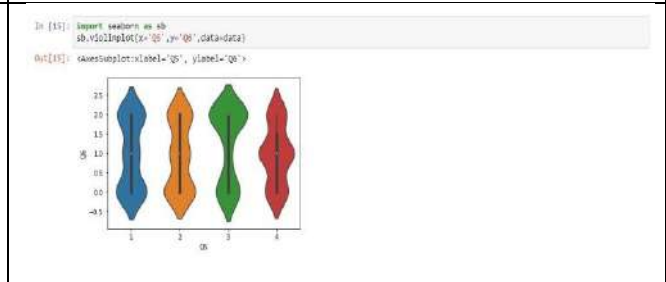 In [15]: import seaborn as sb
sb.violinplot(x='Q5',y='Q6',data=data)
Out[15]: <AxesSubplot:xlabel='Q5', ylabel='Q6'>
2.5
2.0
1.5
1.0
0.5
0.0
-0.5
Q6
1 2 3 4
Q5